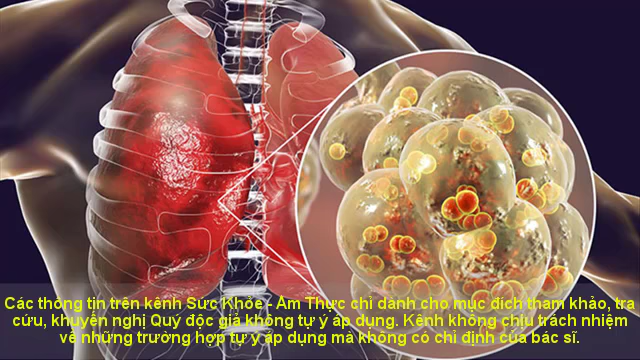 Các thông tin trên kênh Sức Khỏe - Ẩm Thực chỉ dành cho mục đích tham khảo, tra
cứu, khuyến nghị Quý độc giả không tự ý áp dụng. Kênh không chịu trách nhiệm
về những trường hợp tự ý áp dụng mà không có chỉ định của bác sĩ.